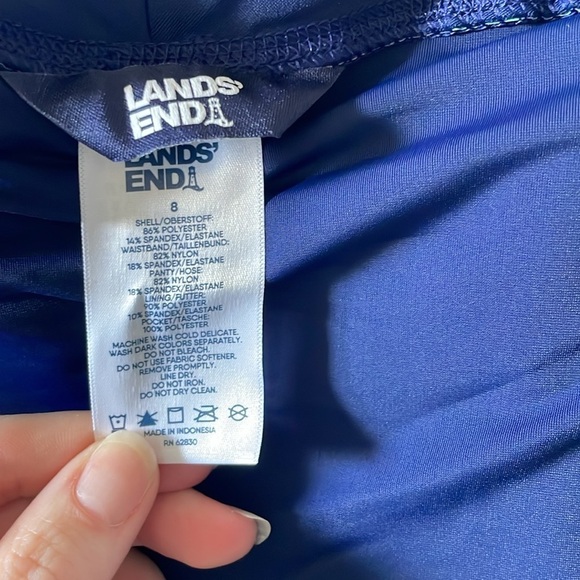 LANDS'
END
LANDS'
END
8
SHELL/OBERSTOFF:
86% POLYESTER
14% SPANDEX/ELASTANE
WAISTBAND/TAILLENBUND:
82% NYLON
18% SPANDEX/ELASTANE
PANTY/HOSE:
82% NYLON
18% SPANDEX/ELASTANE
LINING/FUTTER:
90% POLYESTER
10% SPANDEX/ELASTANE
POCKET/TASCHE:
100% POLYESTER
MACHINE WASH COLD DELICATE.
WASH DARK COLORS SEPARATELY.
DO NOT BLEACH.
DO NOT USE FABRIC SOFTENER.
REMOVE PROMPTLY.
LINE DRY.
DO NOT IRON.
DO NOT DRY CLEAN.
MADE IN INDONESIA
RN 62830